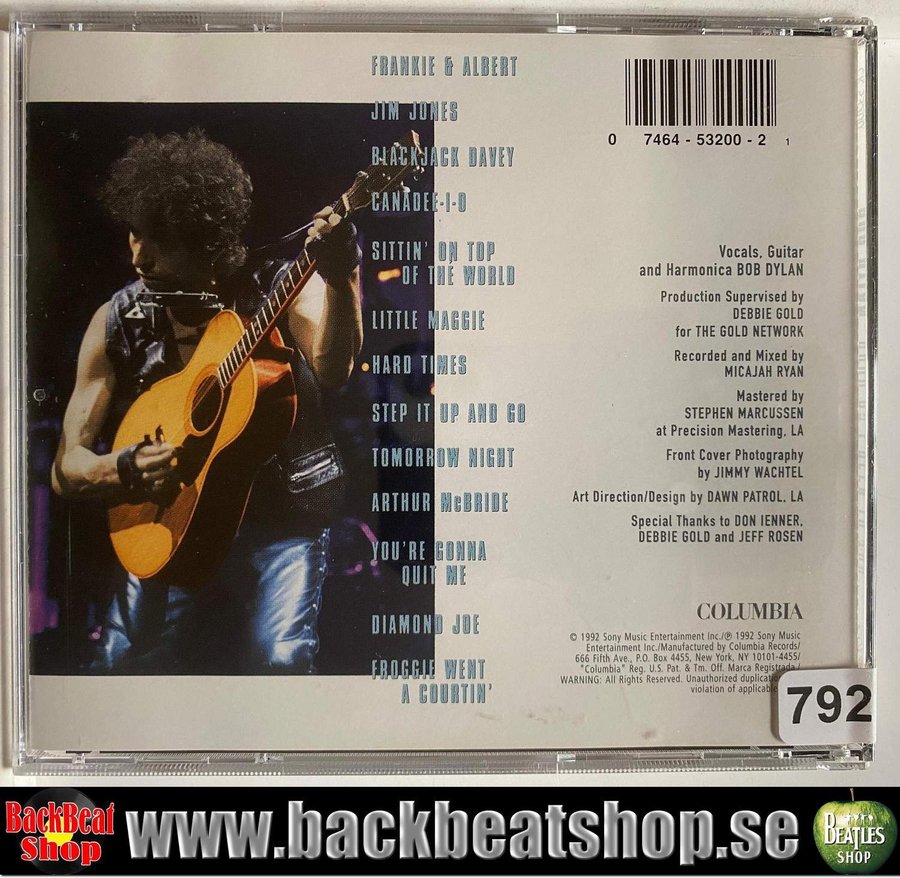 FRANKIE & ALBERT
JIM JONES
BLACKJACK DAVEY
CANADEE-I-O
SITTIN' ON TOP
OF THE WORLD
LITTLE MAGGIE
HARD TIMES
STEP IT UP AND GO
TOMORROW NIGHT
ARTHUR McBRIDE
YOU'RE GONNA
QUIT ME
DIAMOND JOE
FROGGIE WENT
A COURTIN'
0 7464 - 53200 - 2 1
Vocals, Guitar
and Harmonica BOB DYLAN
Production Supervised by
DEBBIE GOLD
for THE GOLD NETWORK
Recorded and Mixed by
MICAJAH RYAN
Mastered by
STEPHEN MARCUSSEN
at Precision Mastering, LA
Front Cover Photography
by JIMMY WACHTEL
Art Direction/Design by DAWN PATROL, LA
Special Thanks to DON IENNER,
DEBBIE GOLD and JEFF ROSEN
COLUMBIA
© 1992 Sony Music Entertainment Inc./℗ 1992 Sony Music
Entertainment Inc./Manufactured by Columbia Records/
666 Fifth Ave., P.O. Box 4455, New York, NY 10101-4455/
"Columbia" Reg. U.S. Pat. & Tm. Off. Marca Registrada./
WARNING: All Rights Reserved. Unauthorized
violation of applicable
792
BackBeat
Shop
www.backbeatshop.se
BEATLES
SHOP